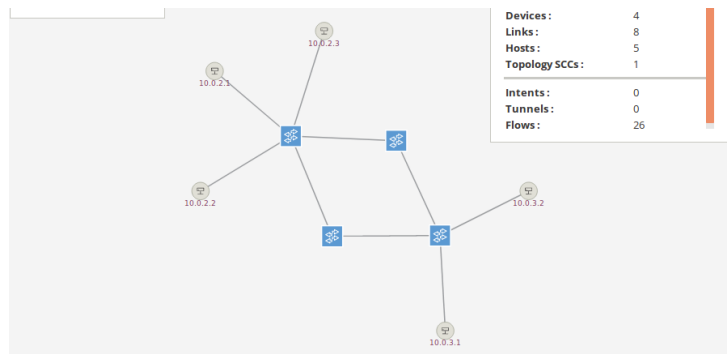 Devices : 4
Links : 8
Hosts : 5
Topology SCCs : 1
Intents : 0
Tunnels : 0
Flows : 26
10.0.2.3
10.0.2.1
10.0.2.2
10.0.3.2
10.0.3.1